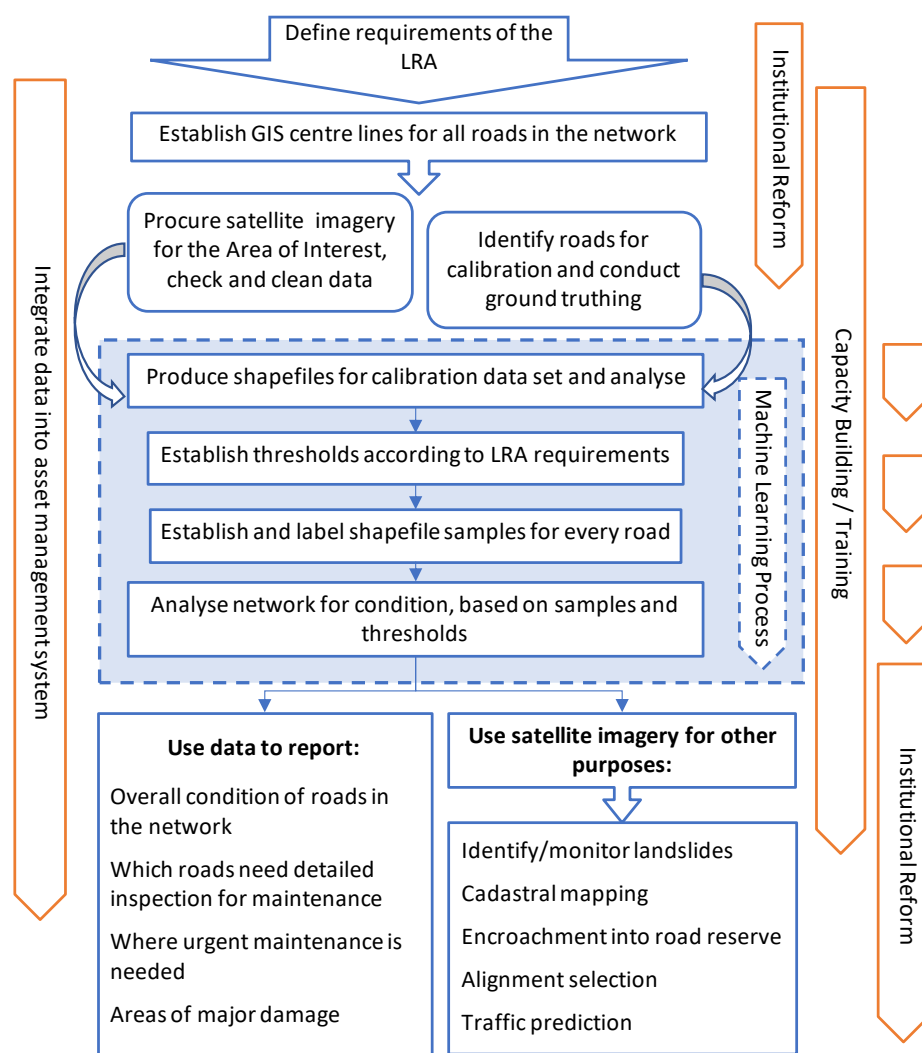 Define requirements of the
LRA
Establish GIS centre lines for all roads in the network
Procure satellite imagery
for the Area of Interest,
check and clean data
Identify roads for
calibration and conduct
ground truthing
Produce shapefiles for calibration data set and analyse
Establish thresholds according to LRA requirements
Establish and label shapefile samples for every road
Analyse network for condition, based on samples and
thresholds
Machine Learning Process
Use data to report:
Overall condition of roads in
the network
Which roads need detailed
inspection for maintenance
Where urgent maintenance is
needed
Areas of major damage
Use satellite imagery for other
purposes:
Identify/monitor landslides
Cadastral mapping
Encroachment into road reserve
Alignment selection
Traffic prediction
Integrate data into asset management system
Institutional Reform
Capacity Building / Training
Institutional Reform